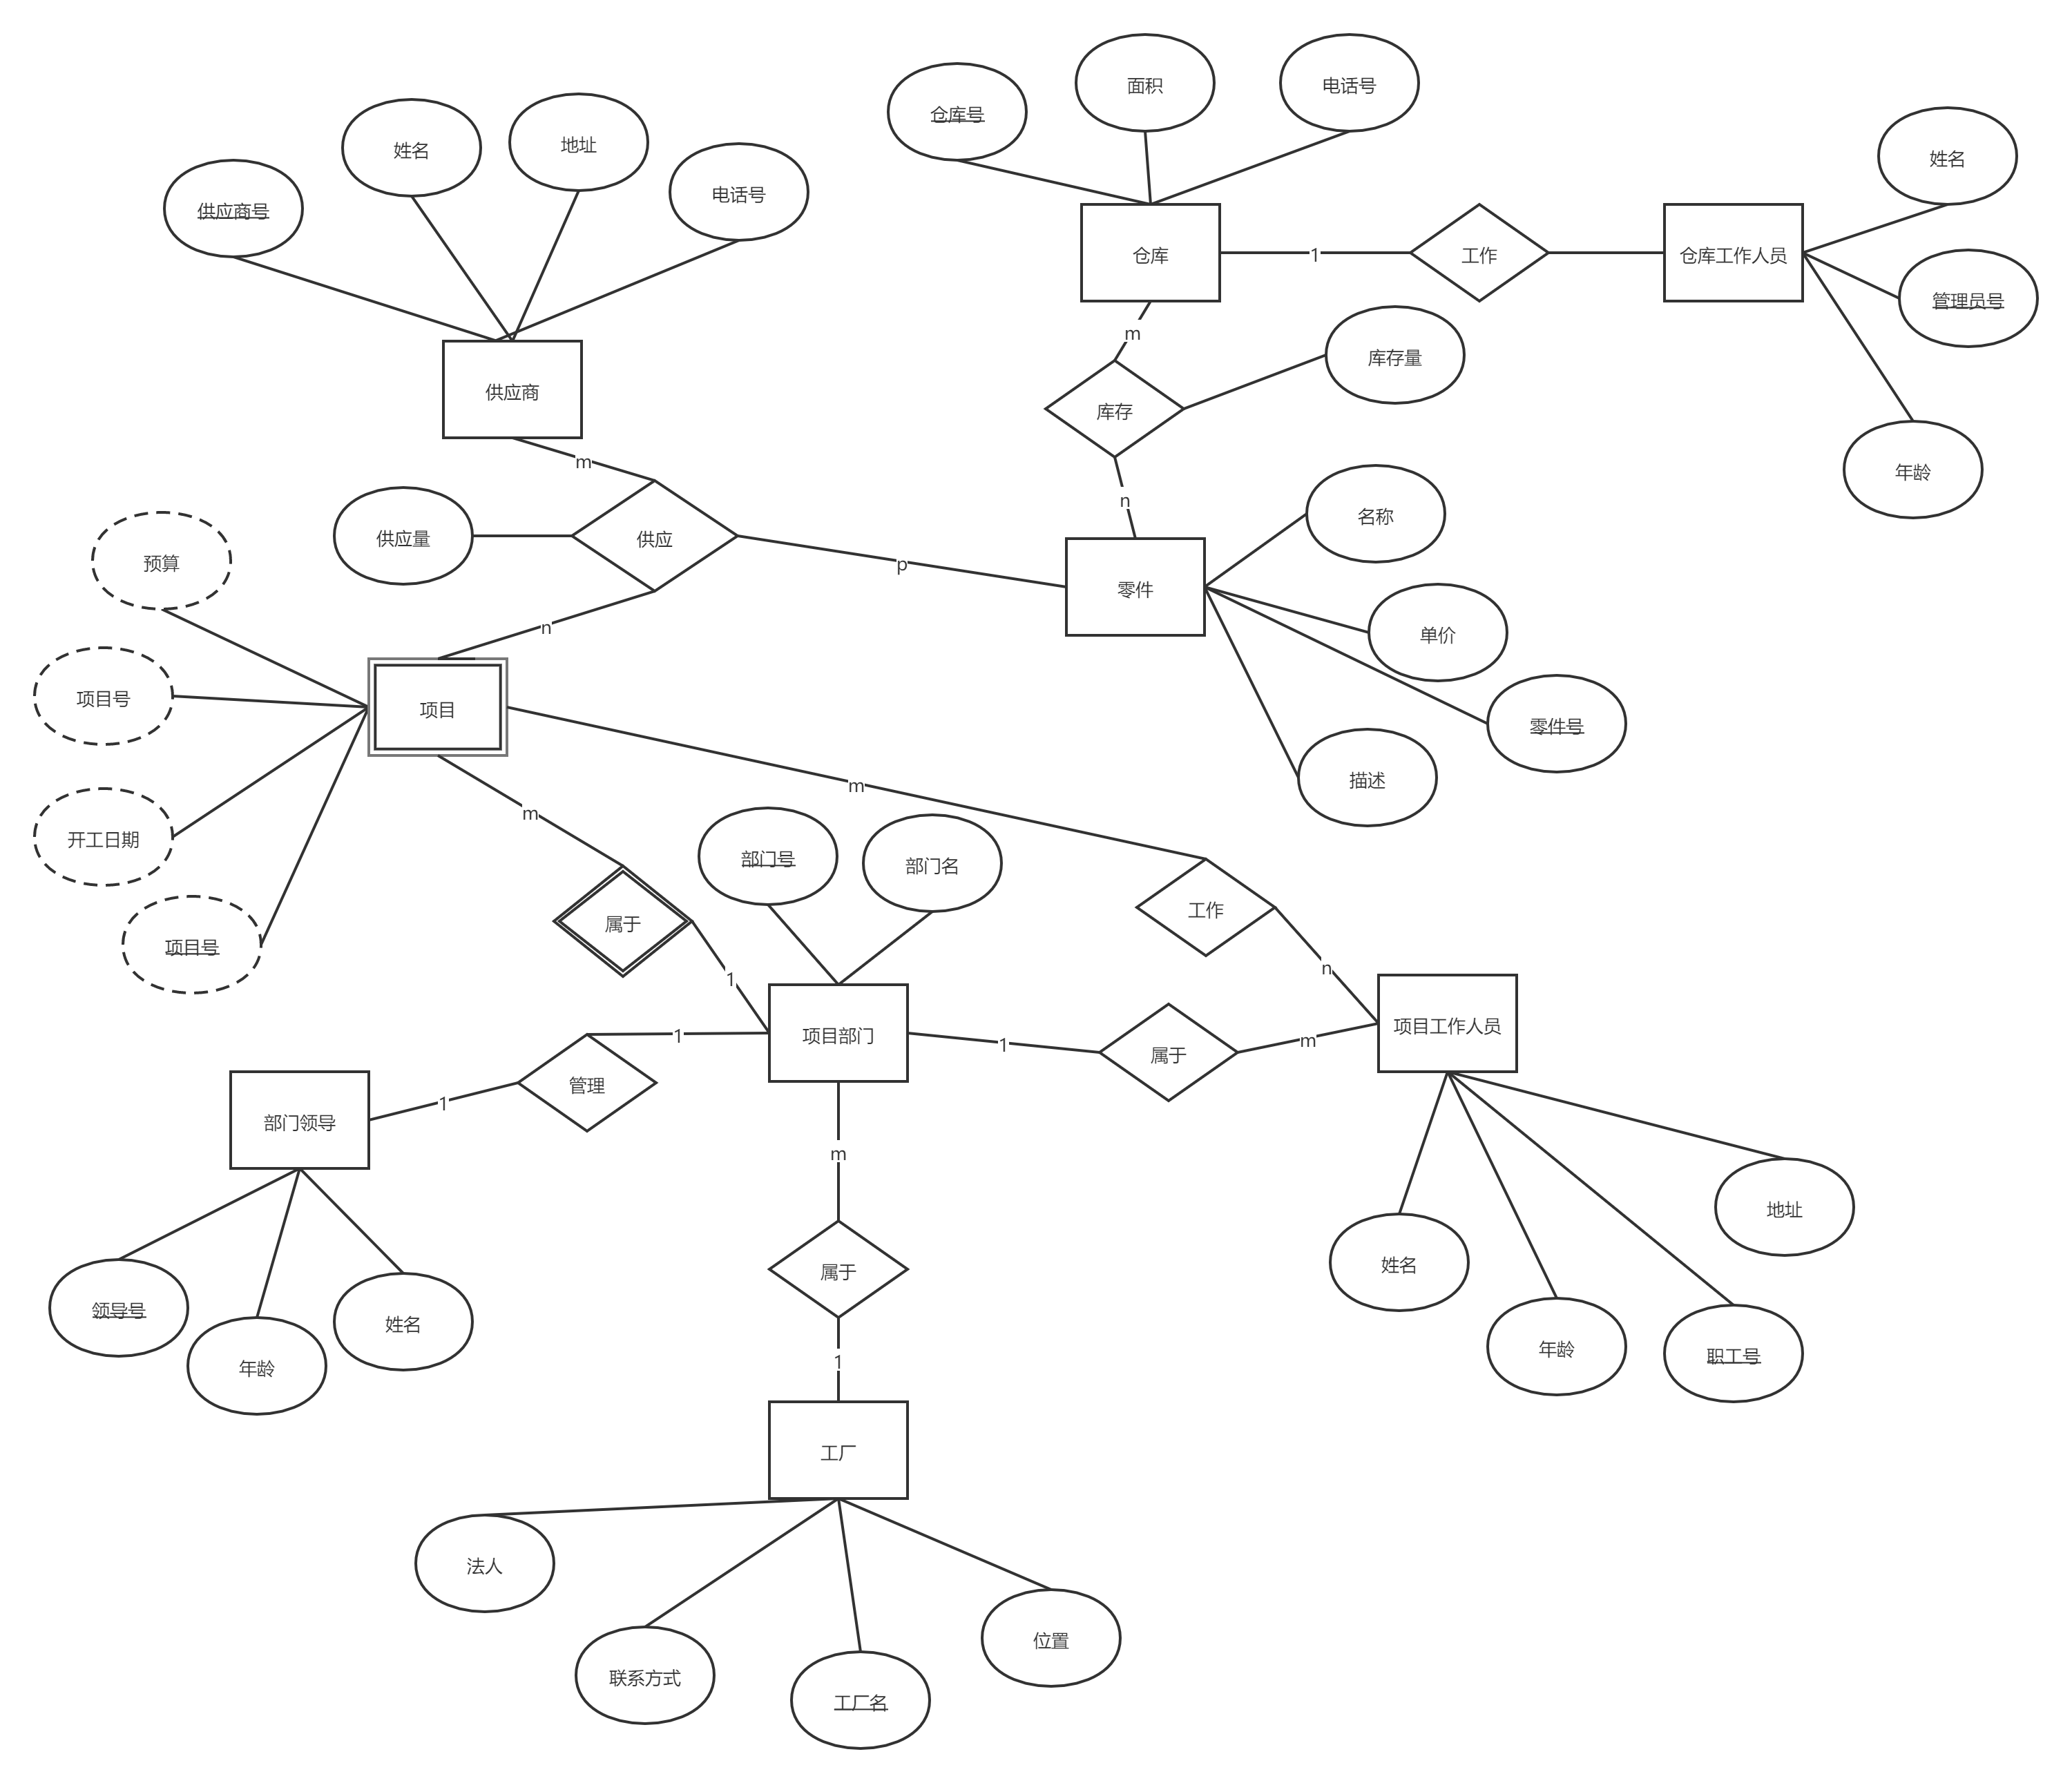 面积
电话号
仓库号
姓名
地址
姓名
电话号
供应商号
仓库
1
工作
仓库工作人员
管理员号
m
库存量
供应商
库存
m
年龄
n
名称
供应量
供应
预算
p
零件
n
单价
项目号
项目
零件号
描述
m
m
开工日期
部门号
部门名
工作
属于
项目号
n
1
项目工作人员
1
项目部门
1
属于
m
管理
1
部门领导
m
地址
姓名
属于
领导号
姓名
年龄
职工号
1
年龄
工厂
法人
位置
联系方式
工厂名